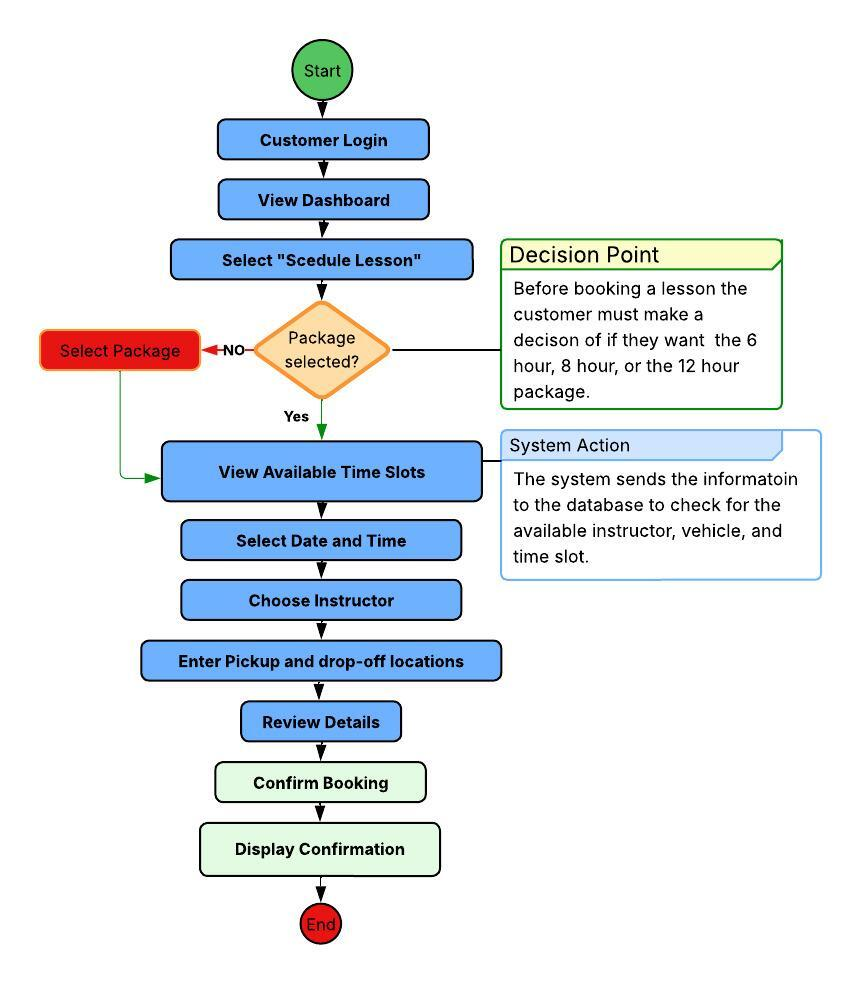 Start
Customer Login
View Dashboard
Select "Scedule Lesson"
Decision Point
Before booking a lesson the
customer must make a
decison of if they want  the 6
hour, 8 hour, or the 12 hour
package.
Package
selected?
NO
Select Package
Yes
View Available Time Slots
System Action
The system sends the informatoin
to the database to check for the
available instructor, vehicle, and
time slot.
Select Date and Time
Choose Instructor
Enter Pickup and drop-off locations
Review Details
Confirm Booking
Display Confirmation
End